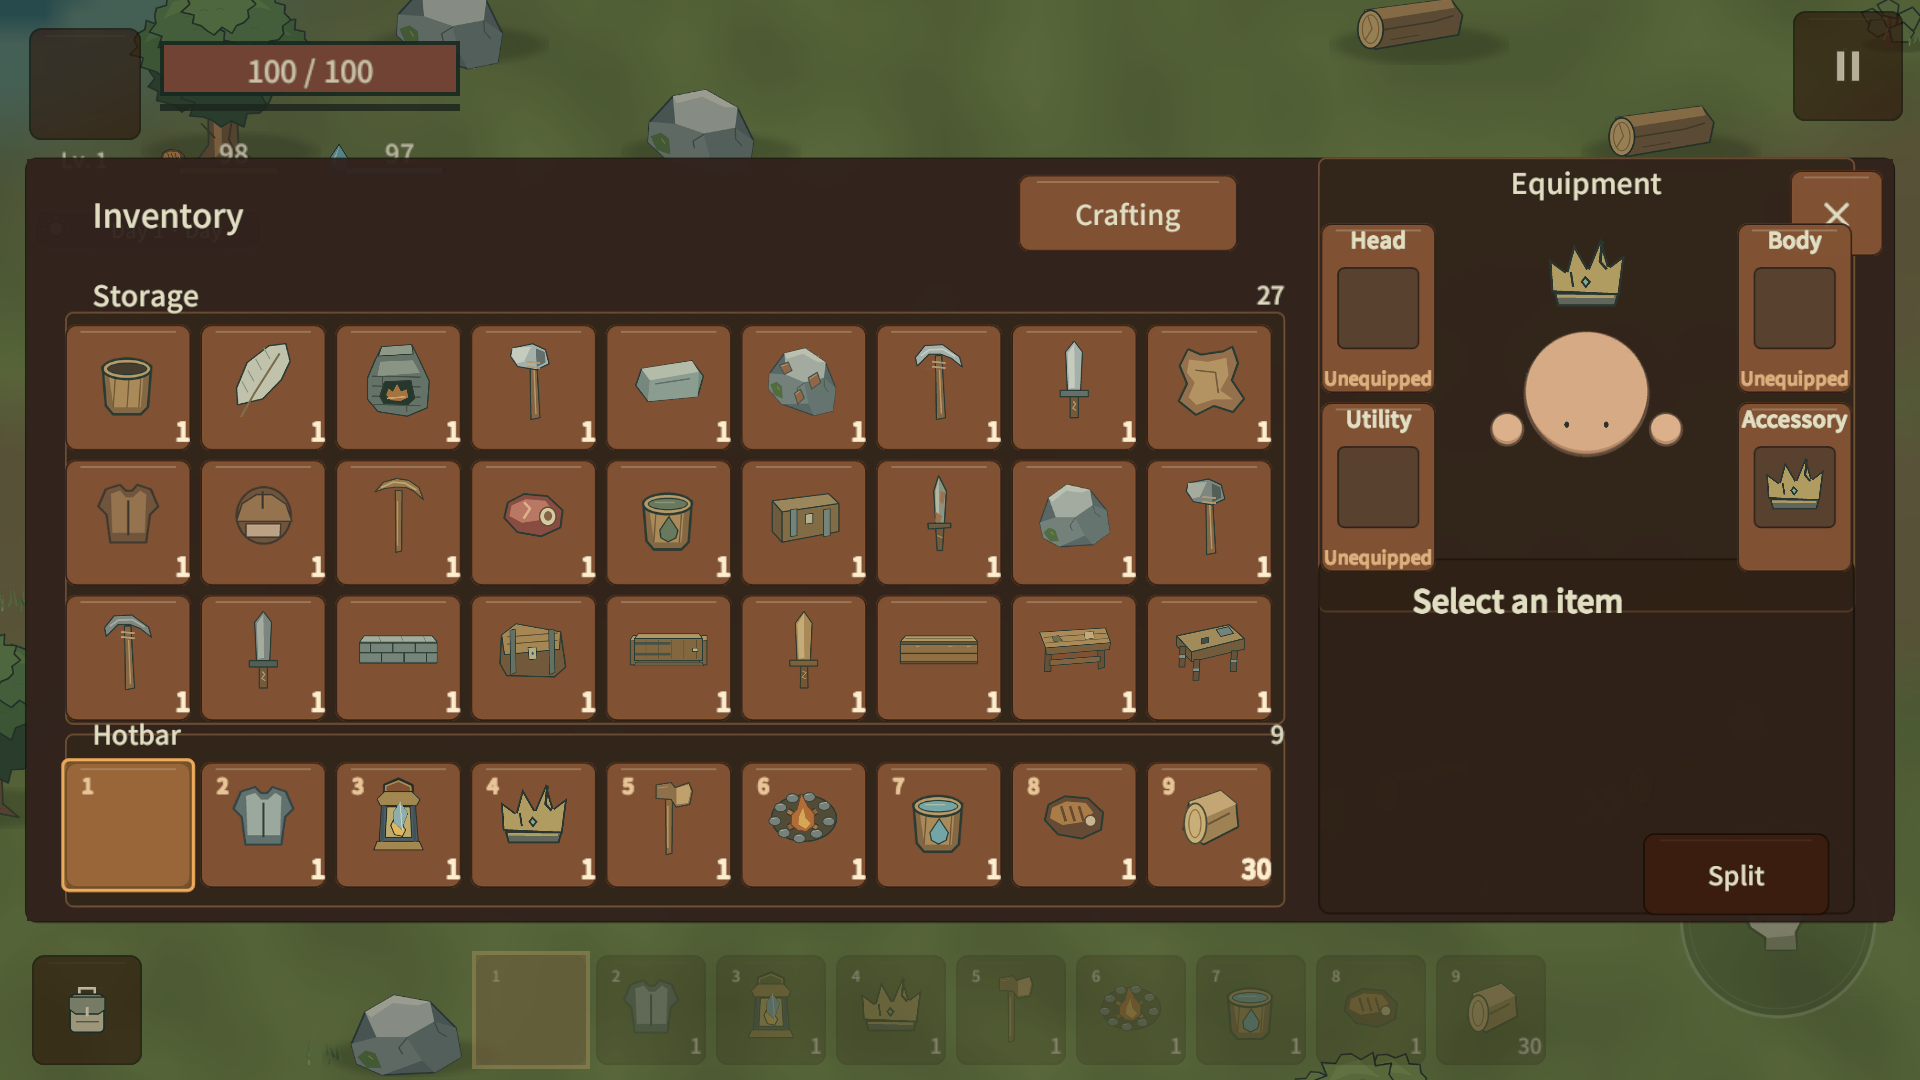 100 / 100
Lv. 1
98
97
Inventory
Crafting
Equipment
Head
Unequipped
Body
Unequipped
Utility
Unequipped
Accessory
Storage
27
1 1 1 1 1 1 1 1 1
1 1 1 1 1 1 1 1 1
1 1 1 1 1 1 1 1 1
Select an item
Hotbar
9
1 2 3 4 5 6 7 8 9
1 1 1 1 1 1 1 30
Split
1 2 3 4 5 6 7 8 9
1 1 1 1 1 1 1 30